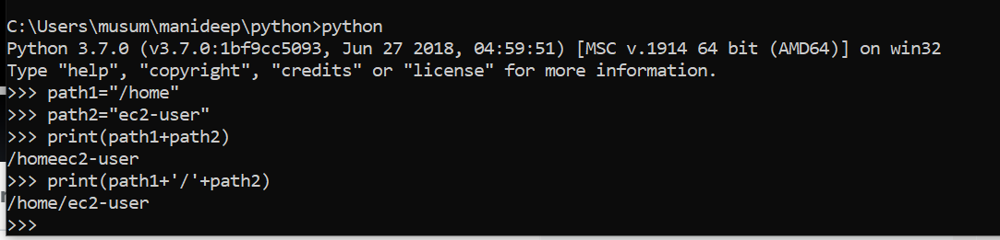 C:\Users\musum\manideep\python>python
Python 3.7.0 (v3.7.0:1bf9cc5093, Jun 27 2018, 04:59:51) [MSC v.1914 64 bit (AMD64)] on win32
Type "help", "copyright", "credits" or "license" for more information.
>>> path1="/home"
>>> path2="ec2-user"
>>> print(path1+path2)
/homeec2-user
>>> print(path1+'/'+path2)
/home/ec2-user
>>>